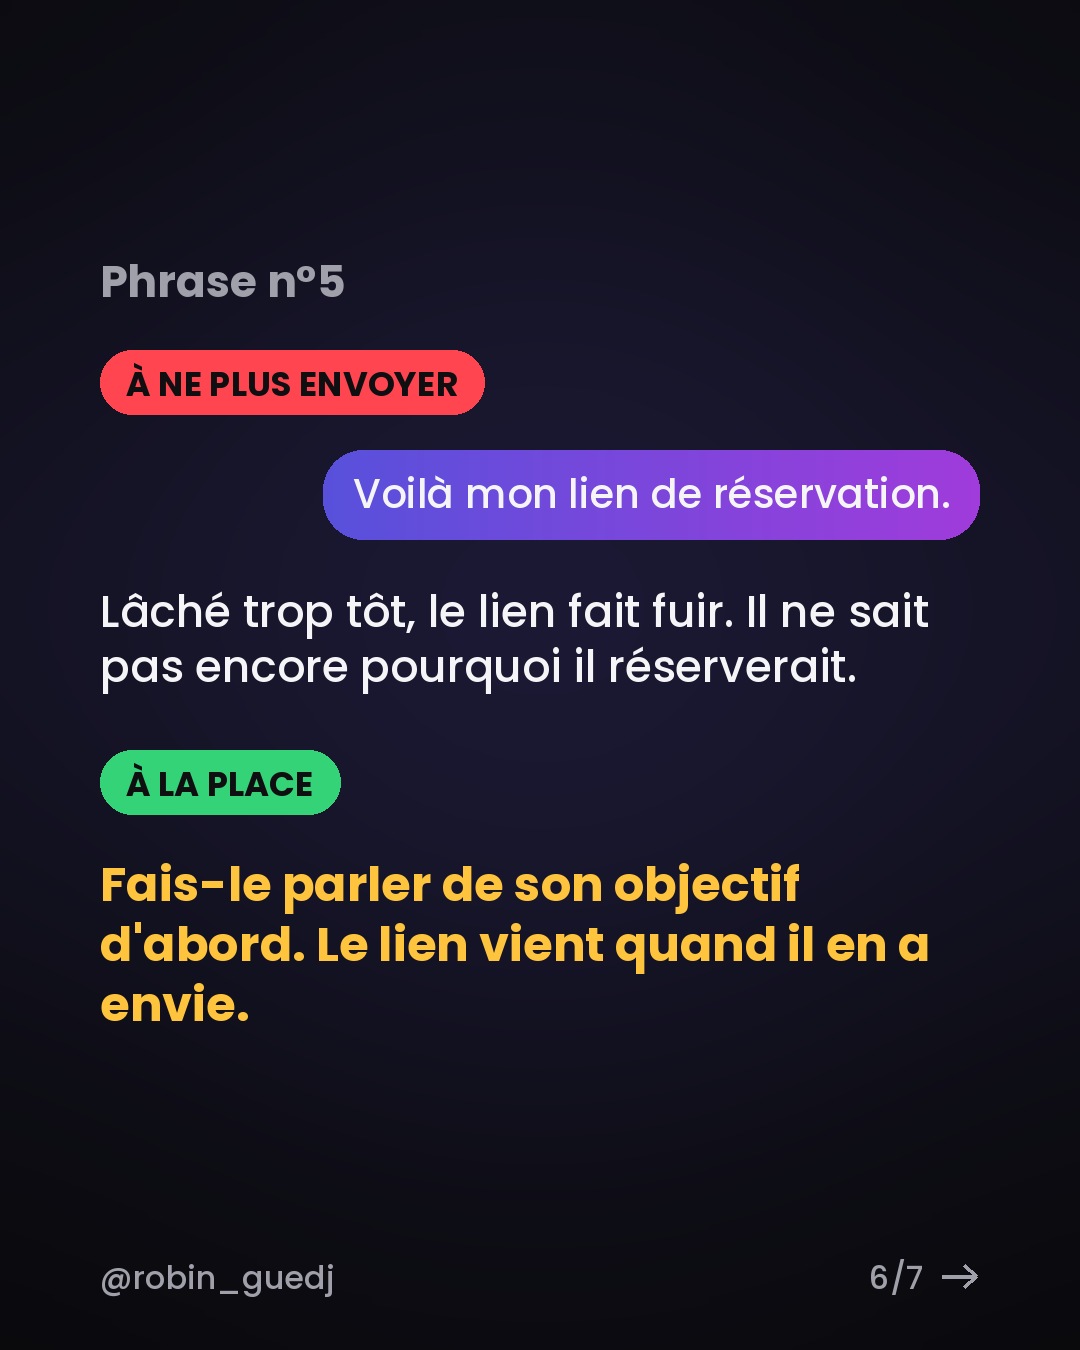 Phrase n°5
À NE PLUS ENVOYER
Voilà mon lien de réservation.
Lâché trop tôt, le lien fait fuir. Il ne sait
pas encore pourquoi il réserverait.
À LA PLACE
Fais-le parler de son objectif
d'abord. Le lien vient quand il en a
envie.
@robin_guedj
6/7 →